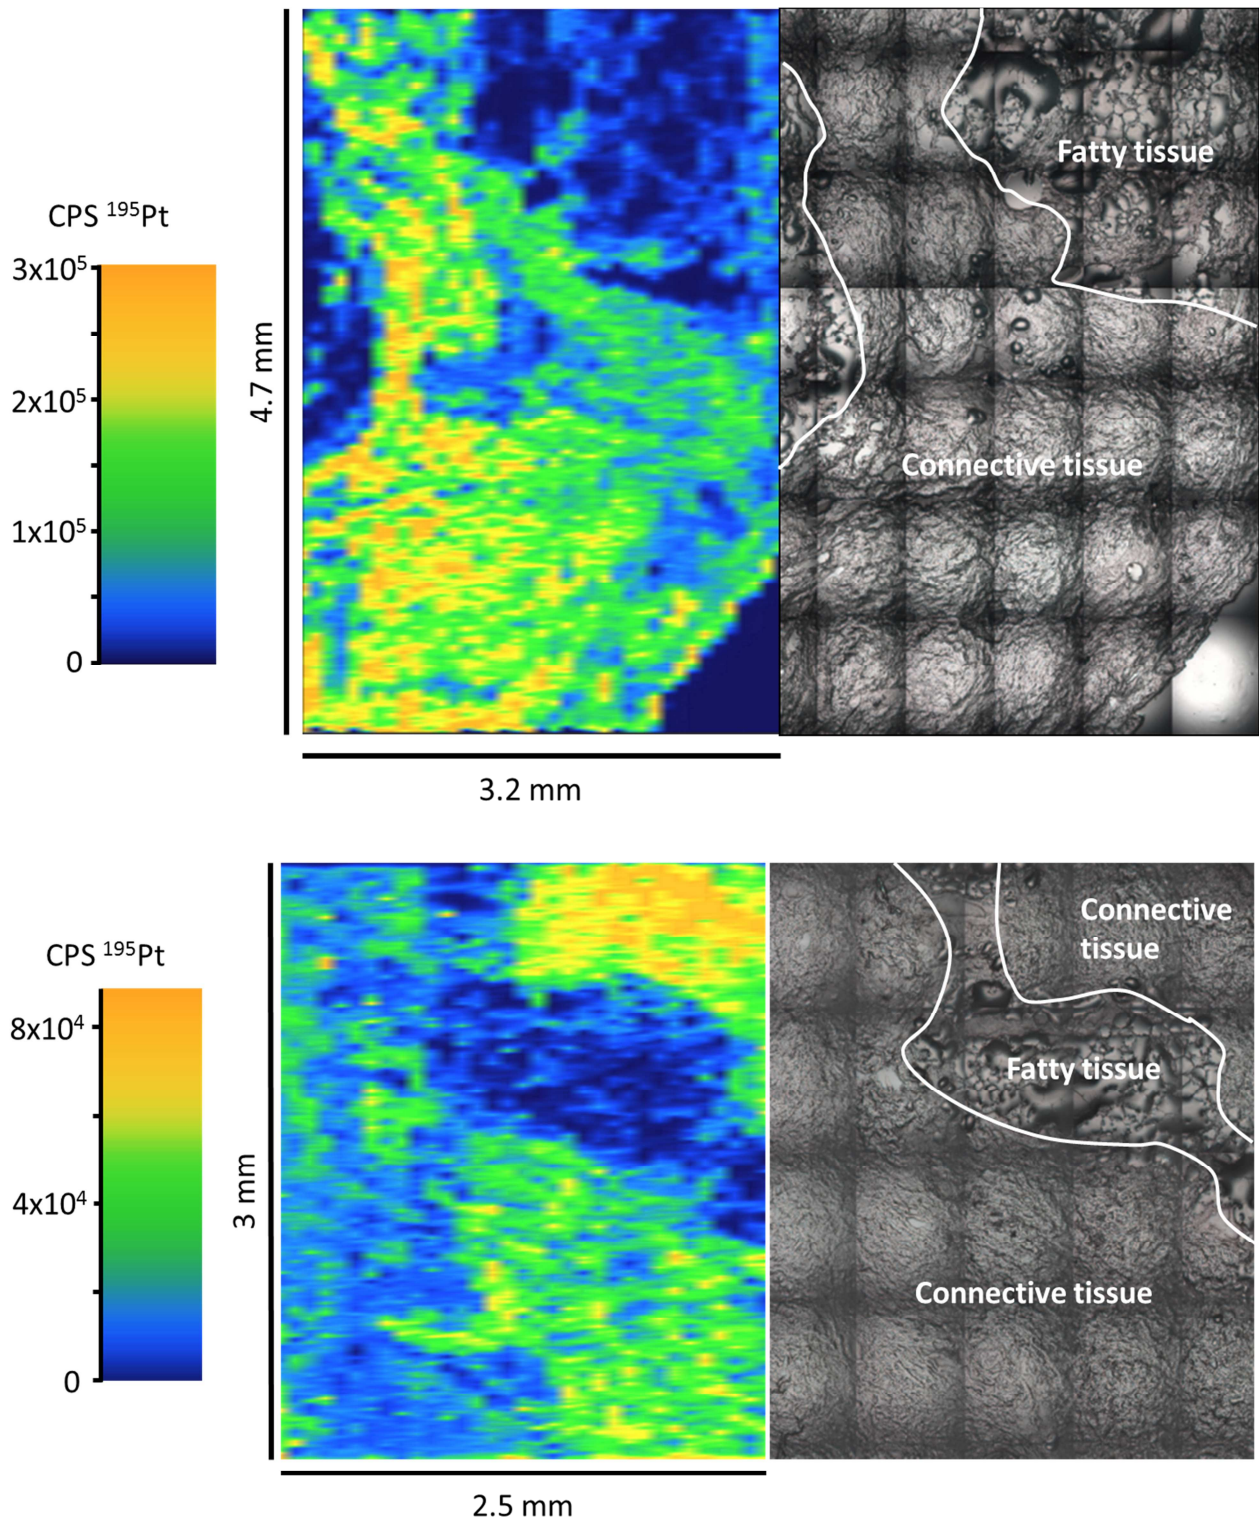 CPS ¹⁹⁵Pt
3x10⁵
2x10⁵
1x10⁵
0
4.7 mm
3.2 mm
Fatty tissue
Connective tissue
CPS ¹⁹⁵Pt
8x10⁴
4x10⁴
0
3 mm
2.5 mm
Connective
tissue
Fatty tissue
Connective tissue